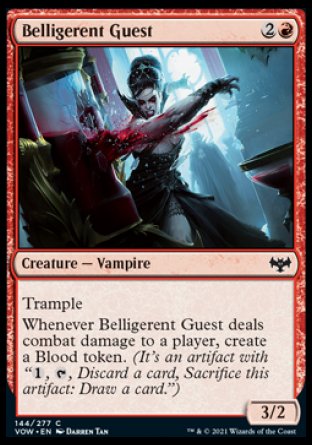 Belligerent Guest 2
Creature — Vampire
Trample
Whenever Belligerent Guest deals
combat damage to a player, create
a Blood token. (It's an artifact with
“1, , Discard a card, Sacrifice this
artifact: Draw a card.”)
3/2
144/277 C
VOW • EN DARREN TAN ™ & © 2021 Wizards of the Coast